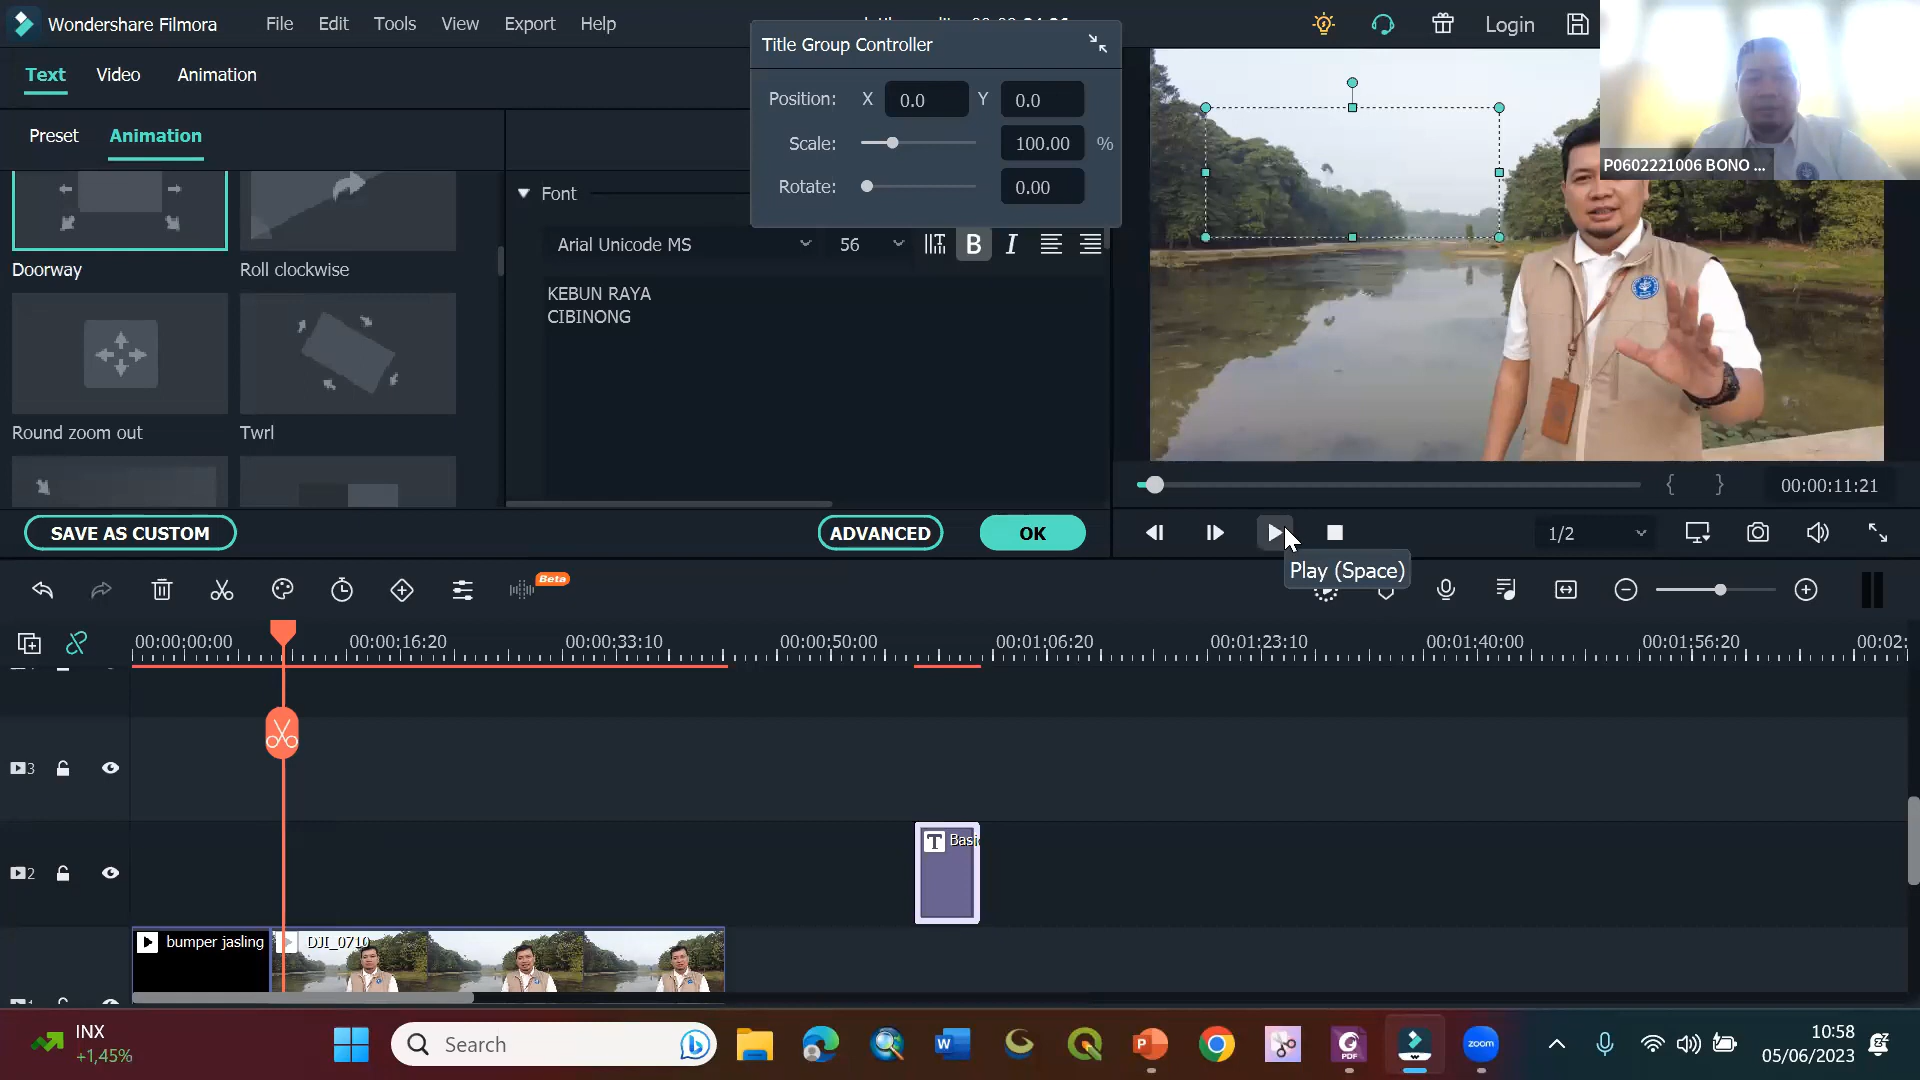 Wondershare Filmora
File
Edit
Tools
View
Export
Help
Login
Text
Video
Animation
Preset
Animation
Doorway
Roll clockwise
Round zoom out
Twrl
SAVE AS CUSTOM
Font
Arial Unicode MS
56
B
I
KEBUN RAYA
CIBINONG
ADVANCED
OK
Title Group Controller
Position: X 0.0 Y 0.0
Scale: 100.00 %
Rotate: 0.00
P0602221006 BONO ...
{ } 00:00:11:21
1/2
Play (Space)
Beta
00:00:00:00
00:00:16:20
00:00:33:10
00:00:50:00
00:01:06:20
00:01:23:10
00:01:40:00
00:01:56:20
00:02:
3
2
T Basi
bumper jasling
DJI_0710
INX
+1,45%
Search
W
P
PDF
zoom
10:58
05/06/2023